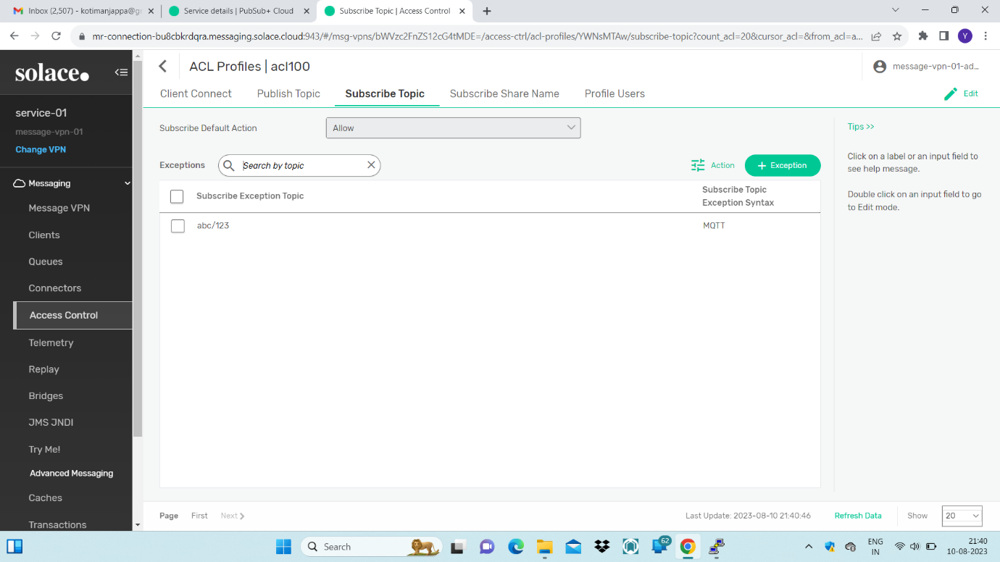 Inbox (2,507) - kotimanjappa@gr
Service details | PubSub+ Cloud
Subscribe Topic | Access Control
mr-connection-bu8cbkrdqra.messaging.solace.cloud:943/#/msg-vpns/bWVzc2FnZS12cG4tMDE=/access-ctrl/acl-profiles/YWNsMTAw/subscribe-topic?count_acl=20&cursor_acl=&from_acl=a...
Y
solace.
ACL Profiles | acl100
message-vpn-01-ad...
Client Connect
Publish Topic
Subscribe Topic
Subscribe Share Name
Profile Users
Edit
service-01
message-vpn-01
Change VPN
Messaging
Message VPN
Clients
Queues
Connectors
Access Control
Telemetry
Replay
Bridges
JMS JNDI
Try Me!
Advanced Messaging
Caches
Transactions
Subscribe Default Action
Allow
Exceptions
Search by topic
Action
+ Exception
Subscribe Exception Topic
Subscribe Topic
Exception Syntax
abc/123
MQTT
Tips >>
Click on a label or an input field to
see help message.
Double click on an input field to go
to Edit mode.
Page
First
Next
Last Update: 2023-08-10 21:40:46
Refresh Data
Show
20
Search
62
ENG
IN
21:40
10-08-2023